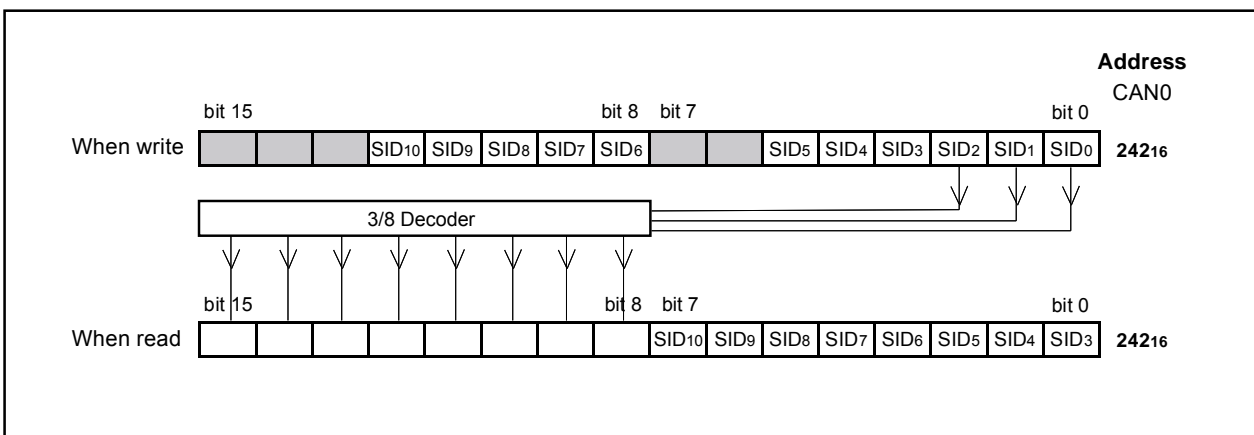 Address
CAN0
bit 15 bit 8 bit 7 bit 0
When write SID10 SID9 SID8 SID7 SID6 SID5 SID4 SID3 SID2 SID1 SID0 24216
3/8 Decoder
bit 15 bit 8 bit 7 bit 0
When read SID10 SID9 SID8 SID7 SID6 SID5 SID4 SID3 24216